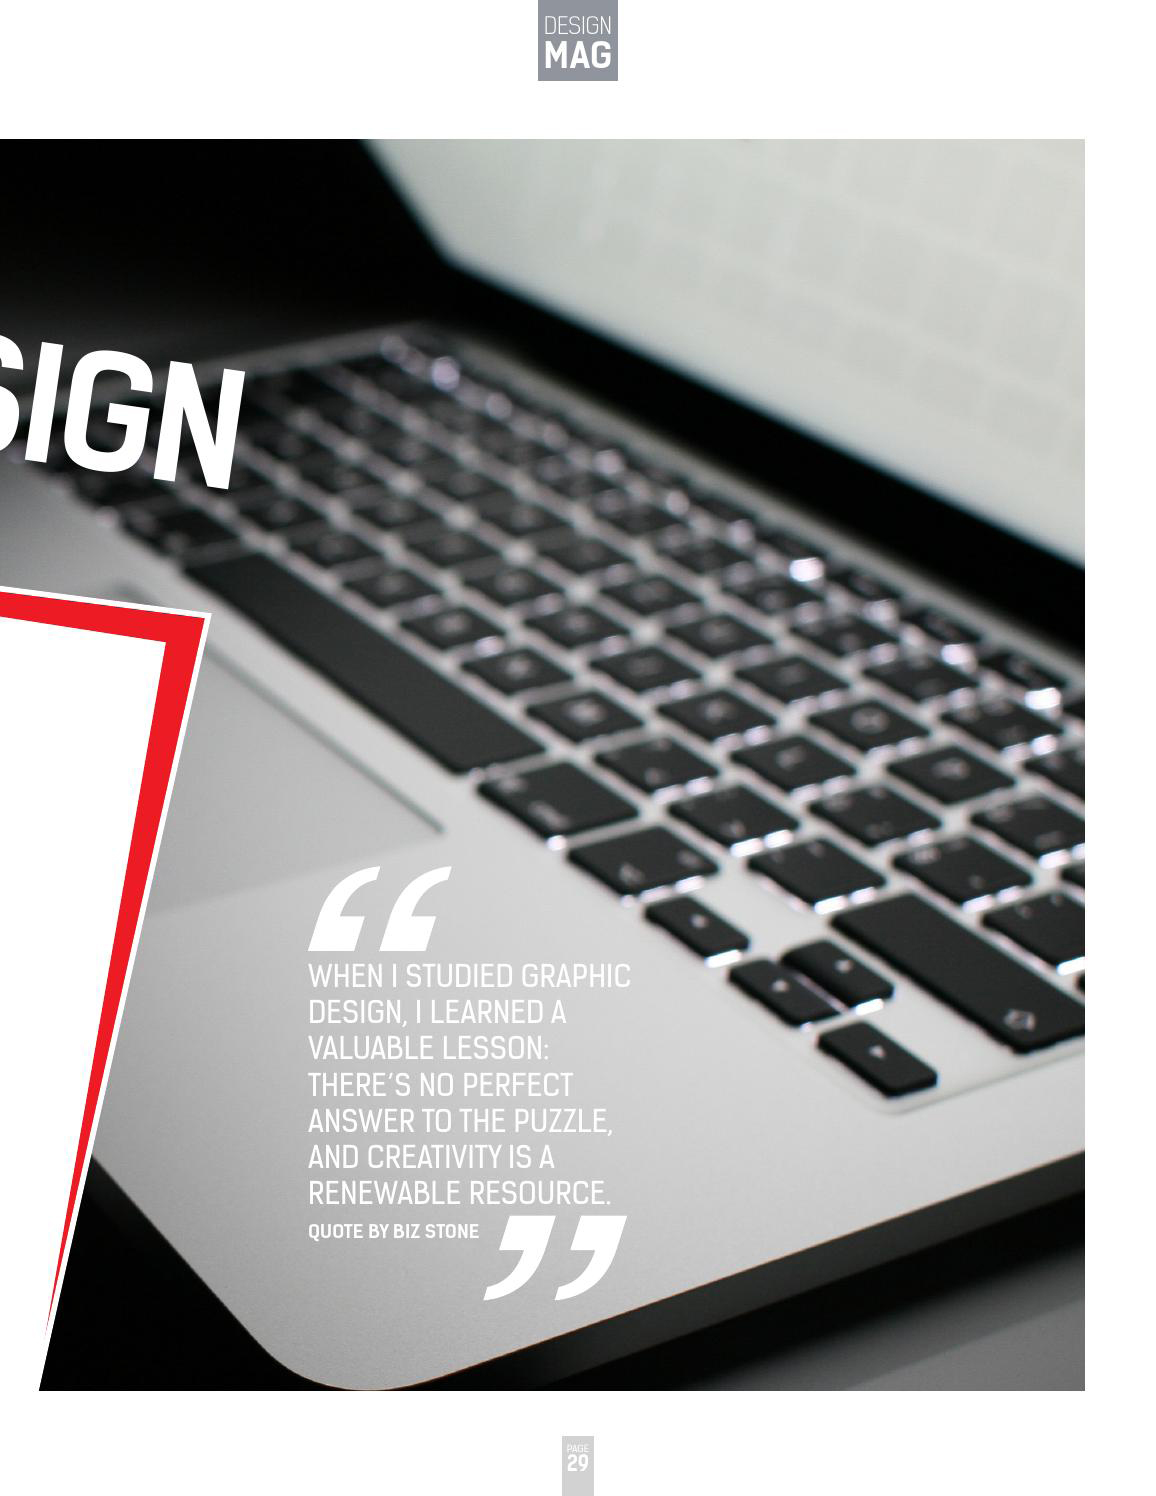 DESIGN
MAG
SIGN
WHEN I STUDIED GRAPHIC
DESIGN, I LEARNED A
VALUABLE LESSON:
THERE’S NO PERFECT
ANSWER TO THE PUZZLE,
AND CREATIVITY IS A
RENEWABLE RESOURCE.
QUOTE BY BIZ STONE
PAGE
29